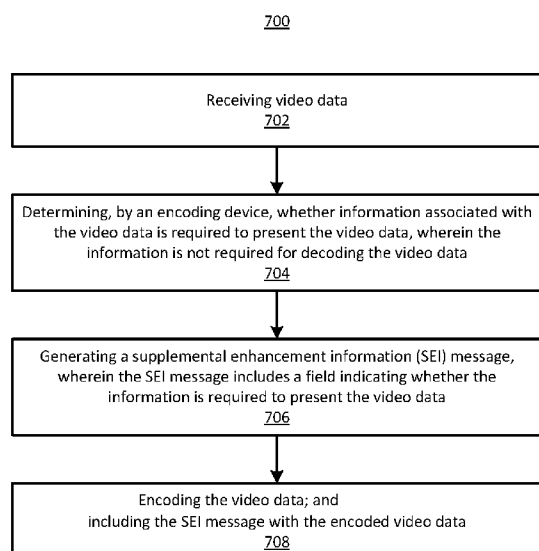 700
Receiving video data
702
Determining, by an encoding device, whether information associated with
the video data is required to present the video data, wherein the
information is not required for decoding the video data
704
Generating a supplemental enhancement information (SEI) message,
wherein the SEI message includes a field indicating whether the
information is required to present the video data
706
Encoding the video data; and
including the SEI message with the encoded video data
708